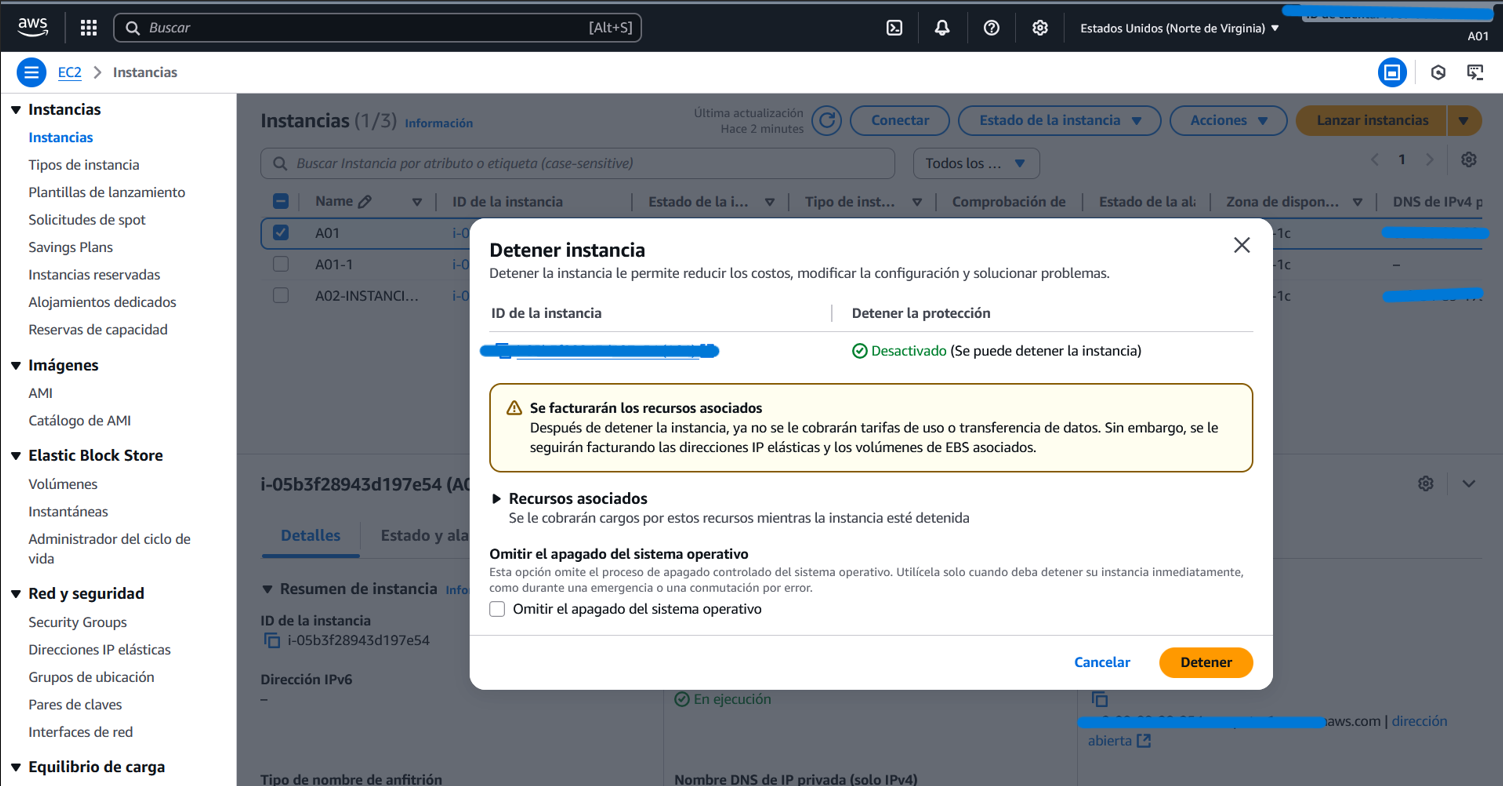 aws
Buscar
[Alt+S]
Estados Unidos (Norte de Virginia)
A01
EC2
Instancias
Instancias
Instancias
Tipos de instancia
Plantillas de lanzamiento
Solicitudes de spot
Savings Plans
Instancias reservadas
Alojamientos dedicados
Reservas de capacidad
Imágenes
AMI
Catálogo de AMI
Elastic Block Store
Volúmenes
Instantáneas
Administrador del ciclo de
vida
Red y seguridad
Security Groups
Direcciones IP elásticas
Grupos de ubicación
Pares de claves
Interfaces de red
Equilibrio de carga
Instancias (1/3) Información
Última actualización
Hace 2 minutes
Conectar
Estado de la instancia
Acciones
Lanzar instancias
Buscar Instancia por atributo o etiqueta (case-sensitive)
Todos los ...
1
Name
ID de la instancia
Estado de la i...
Tipo de inst...
Comprobación de
Estado de la ala
Zona de dispon...
DNS de IPv4 p
A01 i-0 -1c
A01-1 i-0 -1c –
A02-INSTANCI... i-0 -1c
Detener instancia
Detener la instancia le permite reducir los costos, modificar la configuración y solucionar problemas.
ID de la instancia
Detener la protección
Desactivado (Se puede detener la instancia)
Se facturarán los recursos asociados
Después de detener la instancia, ya no se le cobrarán tarifas de uso o transferencia de datos. Sin embargo, se le
seguirán facturando las direcciones IP elásticas y los volúmenes de EBS asociados.
Recursos asociados
Se le cobrarán cargos por estos recursos mientras la instancia esté detenida
Omitir el apagado del sistema operativo
Esta opción omite el proceso de apagado controlado del sistema operativo. Utilícela solo cuando deba detener su instancia inmediatamente,
como durante una emergencia o una conmutación por error.
Omitir el apagado del sistema operativo
Cancelar
Detener
i-05b3f28943d197e54 (A0
Detalles
Estado y ala
Resumen de instancia Info
ID de la instancia
i-05b3f28943d197e54
Dirección IPv6
–
En ejecución
aws.com | dirección
abierta
Tipo de nombre de anfitrión
Nombre DNS de IP privada (solo IPv4)